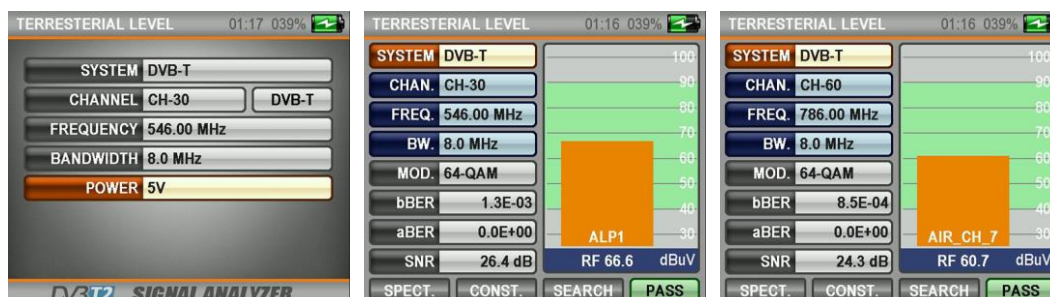 TERRESTERIAL LEVEL 01:17 039%
SYSTEM DVB-T
CHANNEL CH-30 DVB-T
FREQUENCY 546.00 MHz
BANDWIDTH 8.0 MHz
POWER 5V
DVB T2 SIGNAL ANALYZER
TERRESTERIAL LEVEL 01:16 039%
SYSTEM DVB-T
CHAN. CH-30
FREQ. 546.00 MHz
BW. 8.0 MHz
MOD. 64-QAM
bBER 1.3E-03
aBER 0.0E+00
SNR 26.4 dB
100
90
80
70
60
50
40
30
ALP1
RF 66.6 dBuV
SPECT. CONST. SEARCH PASS
TERRESTERIAL LEVEL 01:16 039%
SYSTEM DVB-T
CHAN. CH-60
FREQ. 786.00 MHz
BW. 8.0 MHz
MOD. 64-QAM
bBER 8.5E-04
aBER 0.0E+00
SNR 24.3 dB
100
90
80
70
60
50
40
30
AIR_CH_7
RF 60.7 dBuV
SPECT. CONST. SEARCH PASS